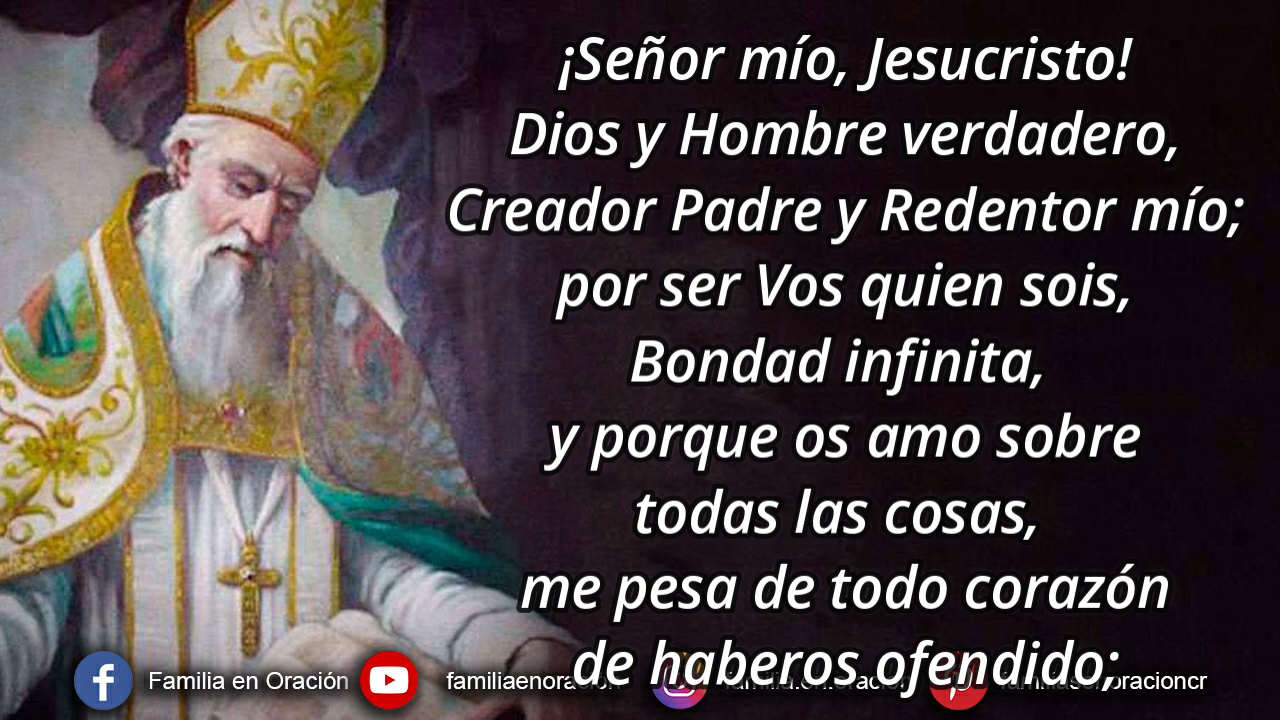 ¡Señor mío, Jesucristo!
Dios y Hombre verdadero,
Creador Padre y Redentor mío;
por ser Vos quien sois,
Bondad infinita,
y porque os amo sobre
todas las cosas,
me pesa de todo corazón
de haberos ofendido;
Familia en Oración
familiaenoracion